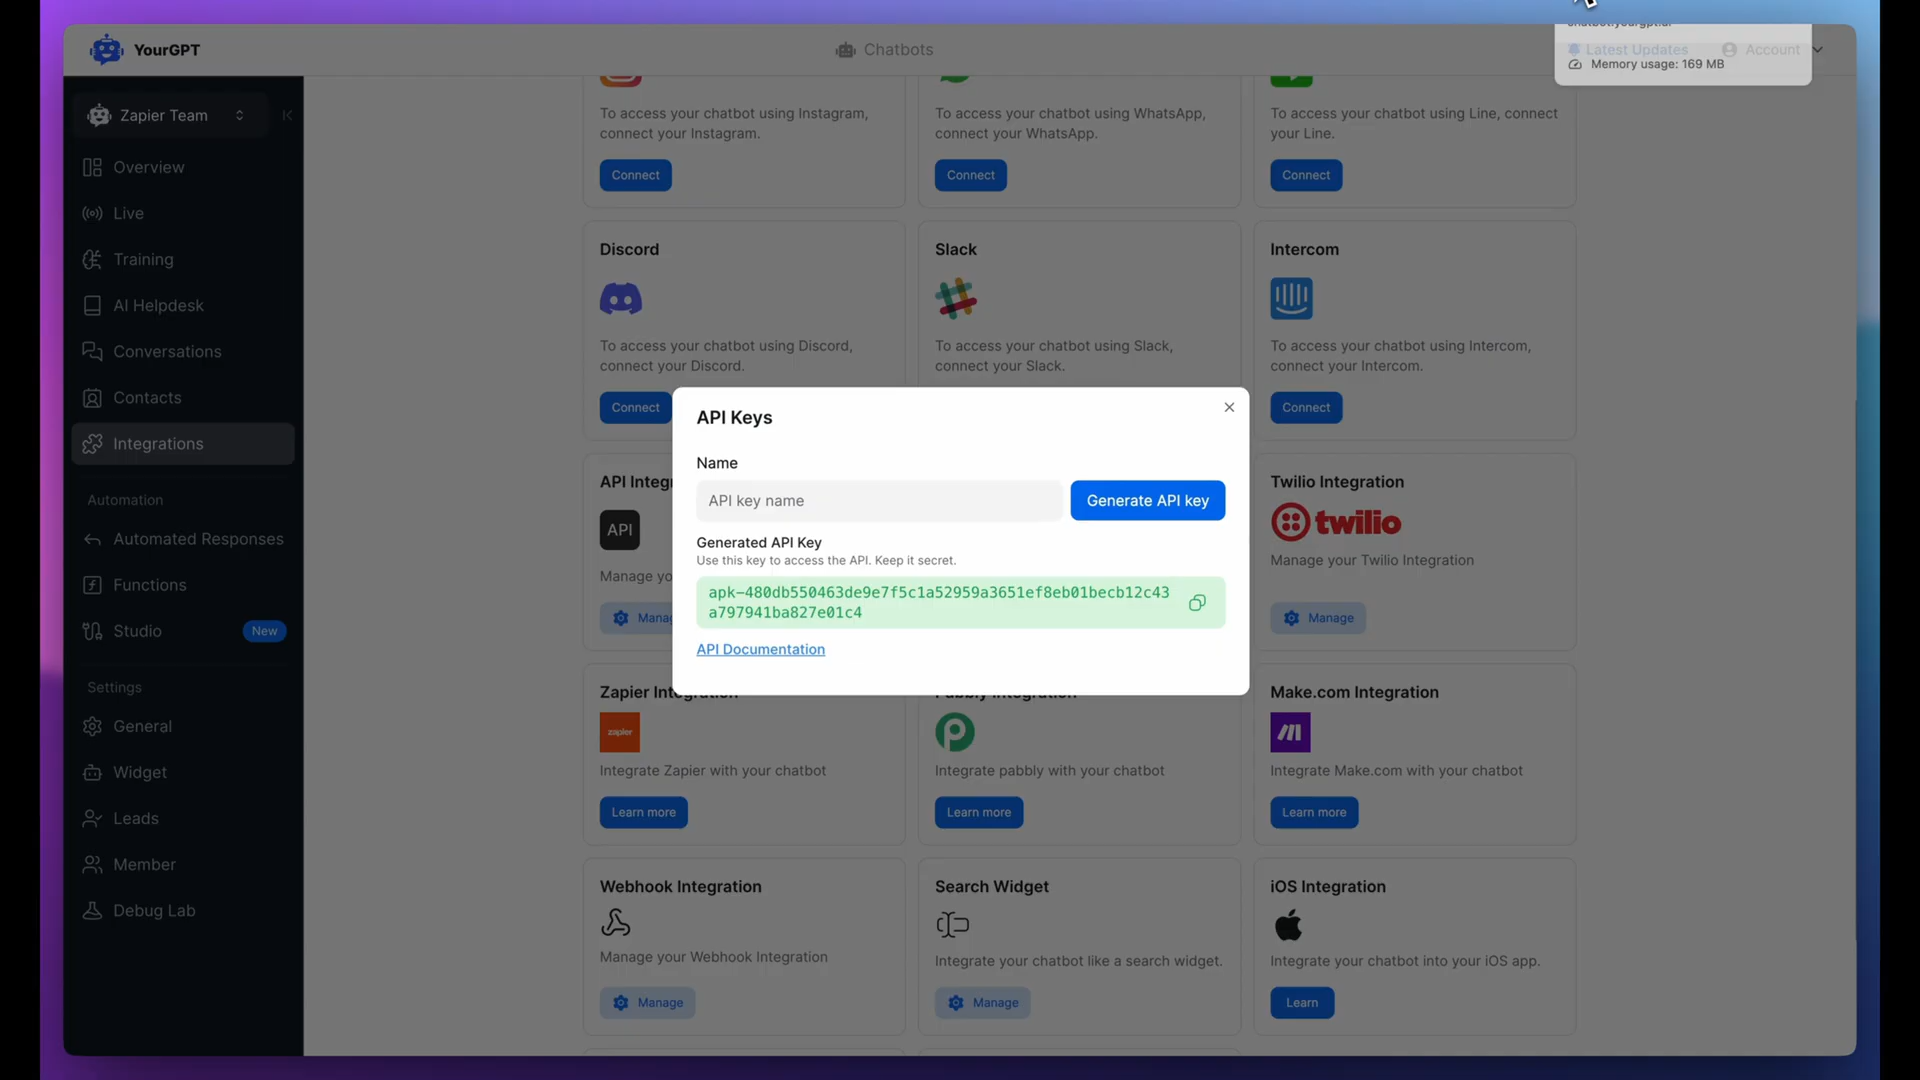 YourGPT
Chatbots
Latest Updates
Account
Memory usage: 169 MB
Zapier Team
Overview
Live
Training
AI Helpdesk
Conversations
Contacts
Integrations
Automation
Automated Responses
Functions
Studio
New
Settings
General
Widget
Leads
Member
Debug Lab
To access your chatbot using Instagram,
connect your Instagram.
Connect
To access your chatbot using WhatsApp,
connect your WhatsApp.
Connect
To access your chatbot using Line, connect
your Line.
Connect
Discord
To access your chatbot using Discord,
connect your Discord.
Connect
Slack
To access your chatbot using Slack,
connect your Slack.
Intercom
To access your chatbot using Intercom,
connect your Intercom.
Connect
API Keys
Name
API key name
Generate API key
Generated API Key
Use this key to access the API. Keep it secret.
apk-480db550463de9e7f5c1a52959a3651ef8eb01becb12c43
a797941ba827e01c4
API Documentation
API
Twilio Integration
twilio
Manage your Twilio Integration
Manage
Zapier Integration
zapier
Integrate Zapier with your chatbot
Learn more
Pabbly Integration
Integrate pabbly with your chatbot
Learn more
Make.com Integration
Integrate Make.com with your chatbot
Learn more
Webhook Integration
Manage your Webhook Integration
Manage
Search Widget
Integrate your chatbot like a search widget.
Manage
iOS Integration
Integrate your chatbot into your iOS app.
Learn